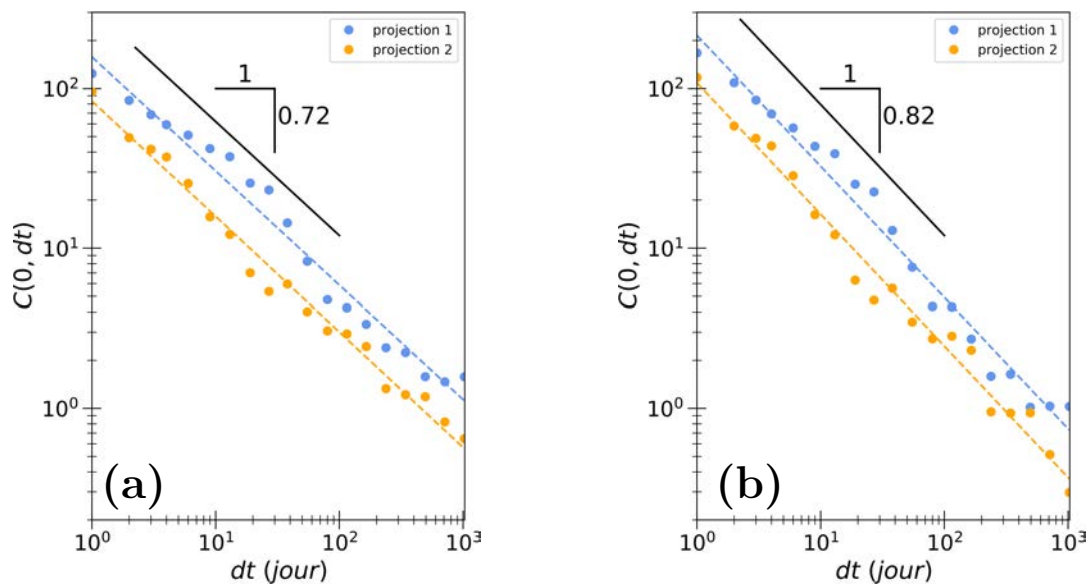 projection 1
projection 2
1
0.72
10²
10¹
10⁰
C(0, dt)
(a)
10⁰ 10¹ 10² 10³
dt (jour)
projection 1
projection 2
1
0.82
10²
10¹
10⁰
C(0, dt)
(b)
10⁰ 10¹ 10² 10³
dt (jour)